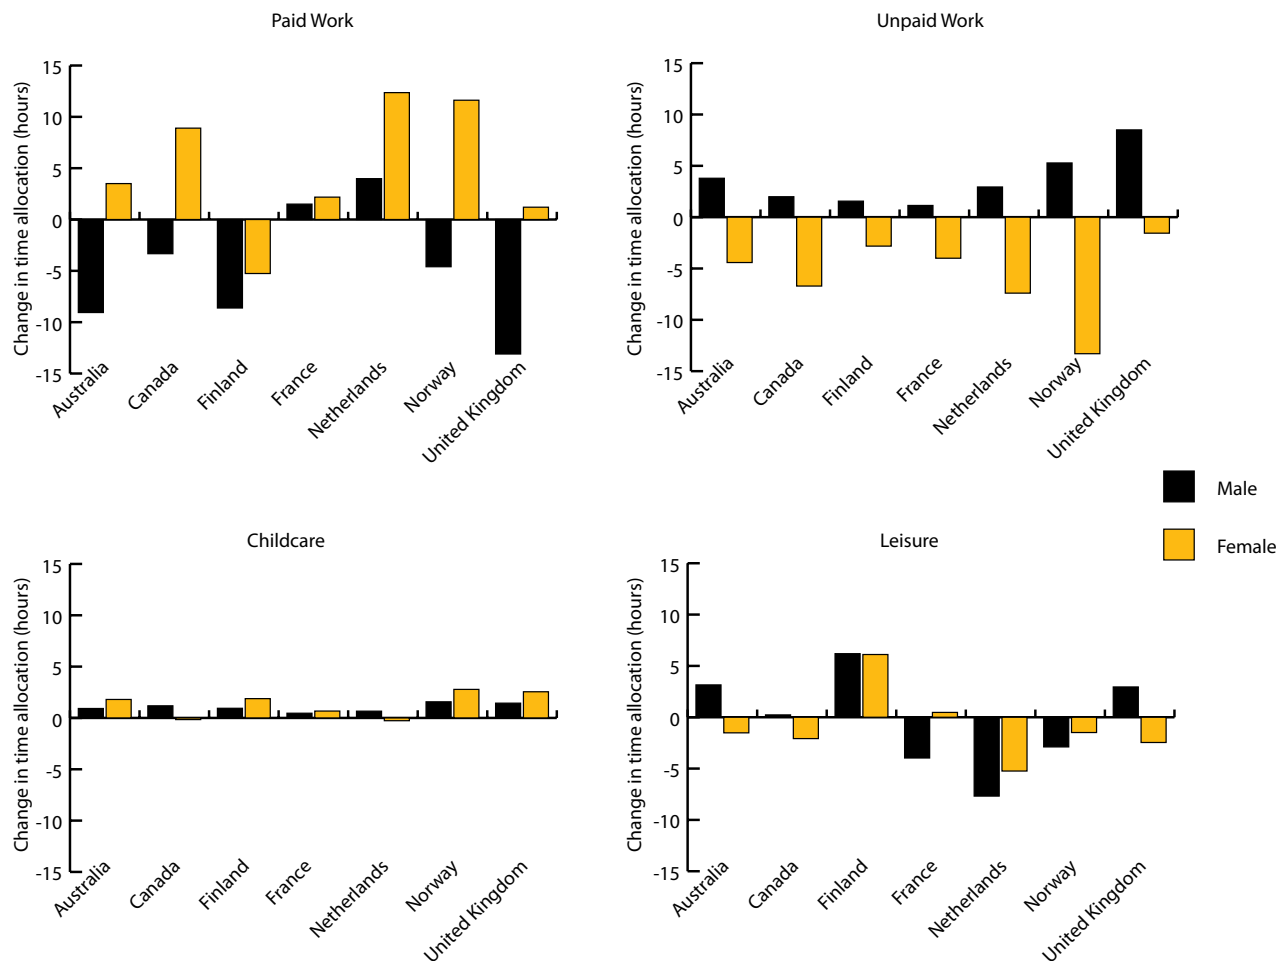 Paid Work
Change in time allocation (hours)
15
10
5
0
-5
-10
-15
Australia
Canada
Finland
France
Netherlands
Norway
United Kingdom
Unpaid Work
Change in time allocation (hours)
15
10
5
0
-5
-10
-15
Australia
Canada
Finland
France
Netherlands
Norway
United Kingdom
Male
Female
Childcare
Change in time allocation (hours)
15
10
5
0
-5
-10
-15
Australia
Canada
Finland
France
Netherlands
Norway
United Kingdom
Leisure
Change in time allocation (hours)
15
10
5
0
-5
-10
-15
Australia
Canada
Finland
France
Netherlands
Norway
United Kingdom